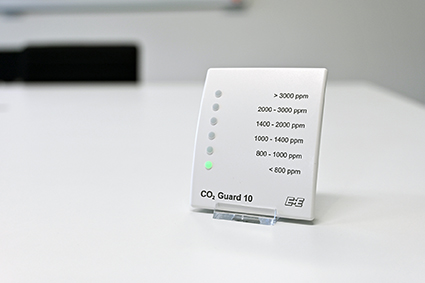 > 3000 ppm
2000 - 3000 ppm
1400 - 2000 ppm
1000 - 1400 ppm
800 - 1000 ppm
< 800 ppm
CO₂ Guard 10
E+E